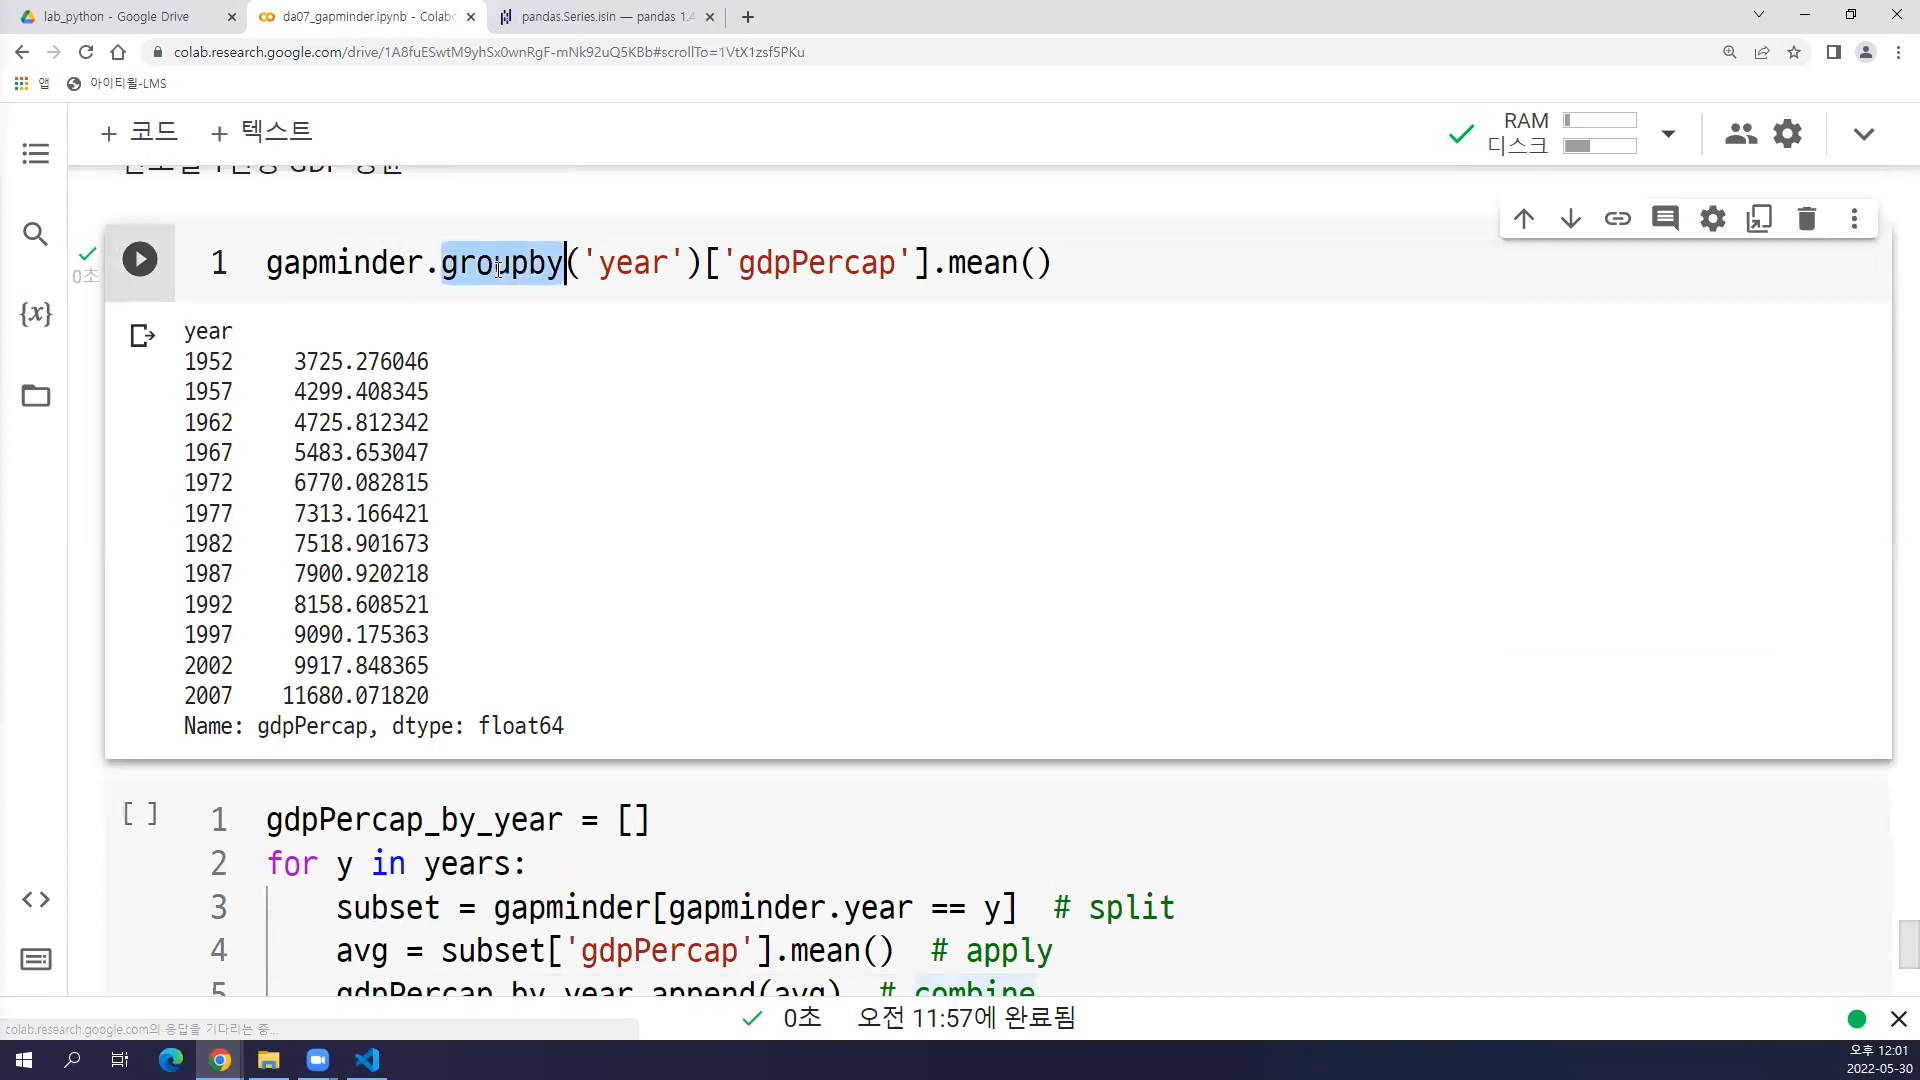 lab_python - Google Drive
da07_gapminder.ipynb - Colabo
pandas.Series.isin — pandas 1.4
colab.research.google.com/drive/1A8fuESwtM9yhSx0wnRgF-mNk92uQ5KBb#scrollTo=1VtX1zsf5PKu
앱
아이티윌-LMS
+ 코드
+ 텍스트
RAM
디스크
1 gapminder.groupby('year')['gdpPercap'].mean()
0초
{x}
year
1952 3725.276046
1957 4299.408345
1962 4725.812342
1967 5483.653047
1972 6770.082815
1977 7313.166421
1982 7518.901673
1987 7900.920218
1992 8158.608521
1997 9090.175363
2002 9917.848365
2007 11680.071820
Name: gdpPercap, dtype: float64
[ ] 1 gdpPercap_by_year = []
2 for y in years:
3 subset = gapminder[gapminder.year == y] # split
4 avg = subset['gdpPercap'].mean() # apply
5 gdpPercap_by_year.append(avg) # combine
colab.research.google.com의 응답을 기다리는 중...
0초 오전 11:57에 완료됨
오후 12:01
2022-05-30